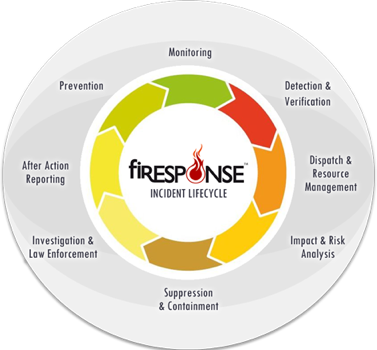 Monitoring
Prevention
Detection &
Verification
After Action
Reporting
fiRESPONSE™
INCIDENT LIFECYCLE
Dispatch &
Resource
Management
Investigation &
Law Enforcement
Impact & Risk
Analysis
Suppression
& Containment